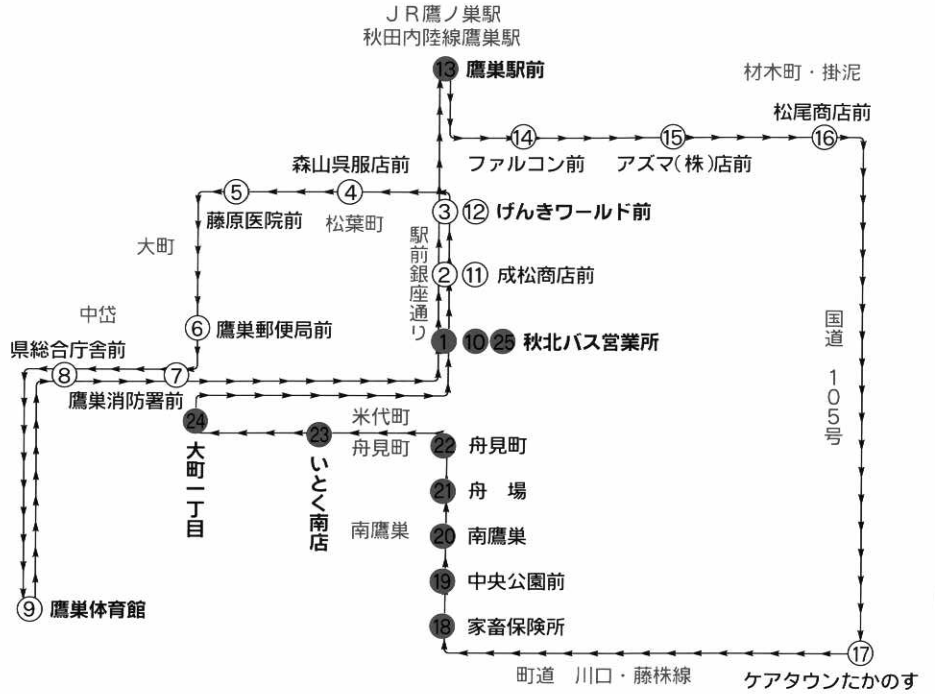 JR鷹ノ巣駅
秋田内陸線鷹巣駅
⑬ 鷹巣駅前
材木町・掛泥
松尾商店前
⑭
⑮
⑯
ファルコン前
アズマ(株)店前
森山呉服店前
⑤
④
③ ⑫ げんきワールド前
藤原医院前
松葉町
大町
駅前銀座通り
② ⑪ 成松商店前
中岱
⑥ 鷹巣郵便局前
① ⑩ ㉕ 秋北バス営業所
国道 105号
県総合庁舎前
⑧
⑦
鷹巣消防署前
㉔
大町一丁目
米代町
㉓
いとく南店
舟見町
㉒ 舟見町
㉑ 舟 場
南鷹巣
⑳ 南鷹巣
⑲ 中央公園前
⑨ 鷹巣体育館
⑱ 家畜保険所
⑰
町道 川口・藤株線
ケアタウンたかのす